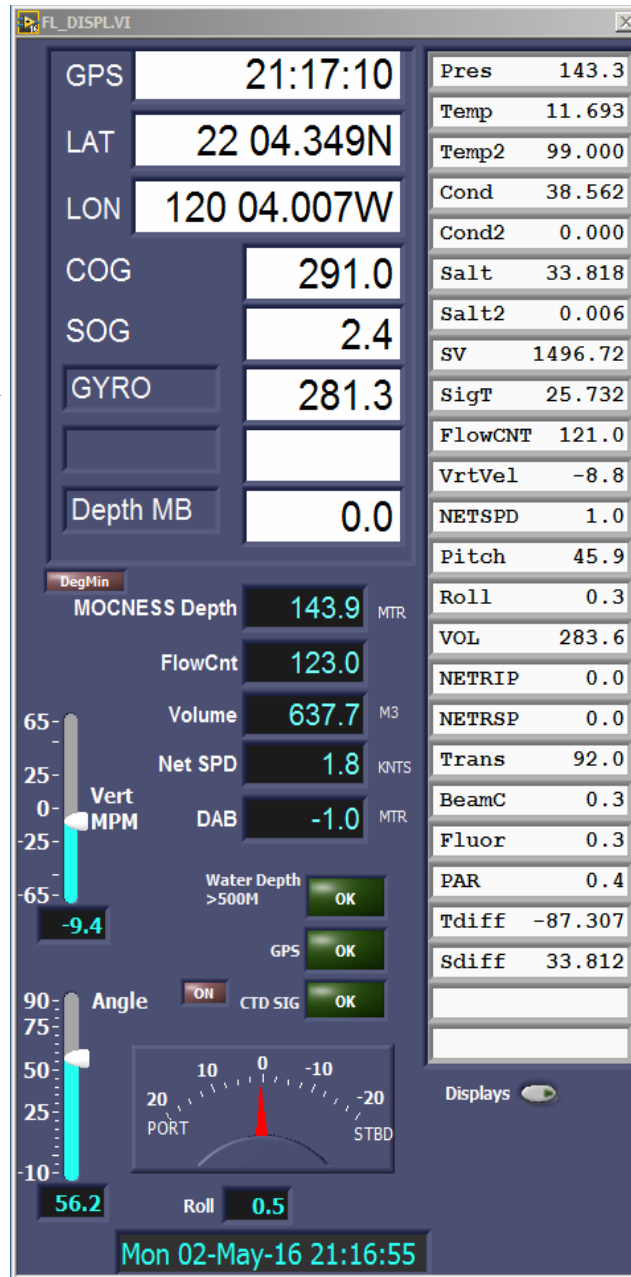 FL_DISPL.VI
GPS 21:17:10
LAT 22 04.349N
LON 120 04.007W
COG 291.0
SOG 2.4
GYRO 281.3
Depth MB 0.0
DegMin
MOCNESS Depth 143.9 MTR
FlowCnt 123.0
Volume 637.7 M3
Net SPD 1.8 KNTS
DAB -1.0 MTR
65
25
0
-25
-65
Vert
MPM
-9.4
Water Depth
>500M OK
GPS OK
ON CTD SIG OK
90
75
50
25
-10
Angle
56.2
20 10 0 -10 -20
PORT STBD
Roll 0.5
Mon 02-May-16 21:16:55
Pres 143.3
Temp 11.693
Temp2 99.000
Cond 38.562
Cond2 0.000
Salt 33.818
Salt2 0.006
SV 1496.72
SigT 25.732
FlowCNT 121.0
VrtVel -8.8
NETSPD 1.0
Pitch 45.9
Roll 0.3
VOL 283.6
NETRIP 0.0
NETRSP 0.0
Trans 92.0
BeamC 0.3
Fluor 0.3
PAR 0.4
Tdiff -87.307
Sdiff 33.812
Displays